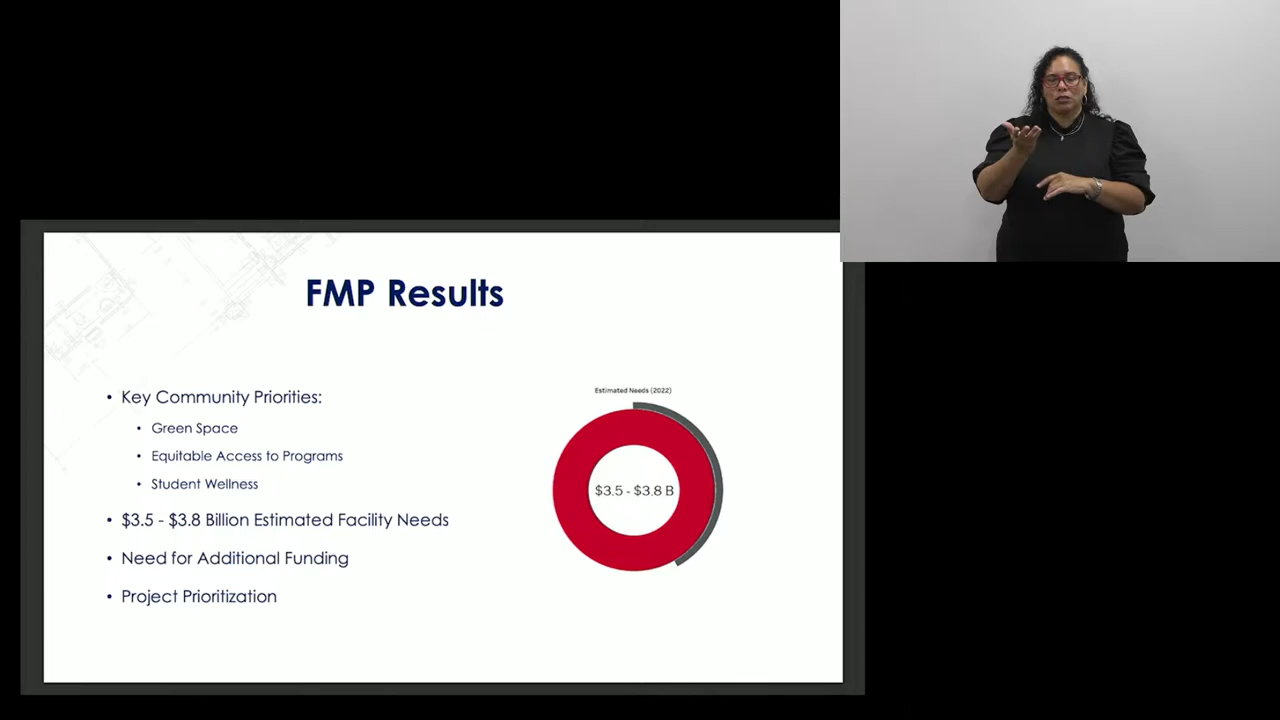 FMP Results
• Key Community Priorities:
• Green Space
• Equitable Access to Programs
• Student Wellness
• $3.5 - $3.8 Billion Estimated Facility Needs
• Need for Additional Funding
• Project Prioritization
Estimated Needs (2022)
$3.5 - $3.8 B